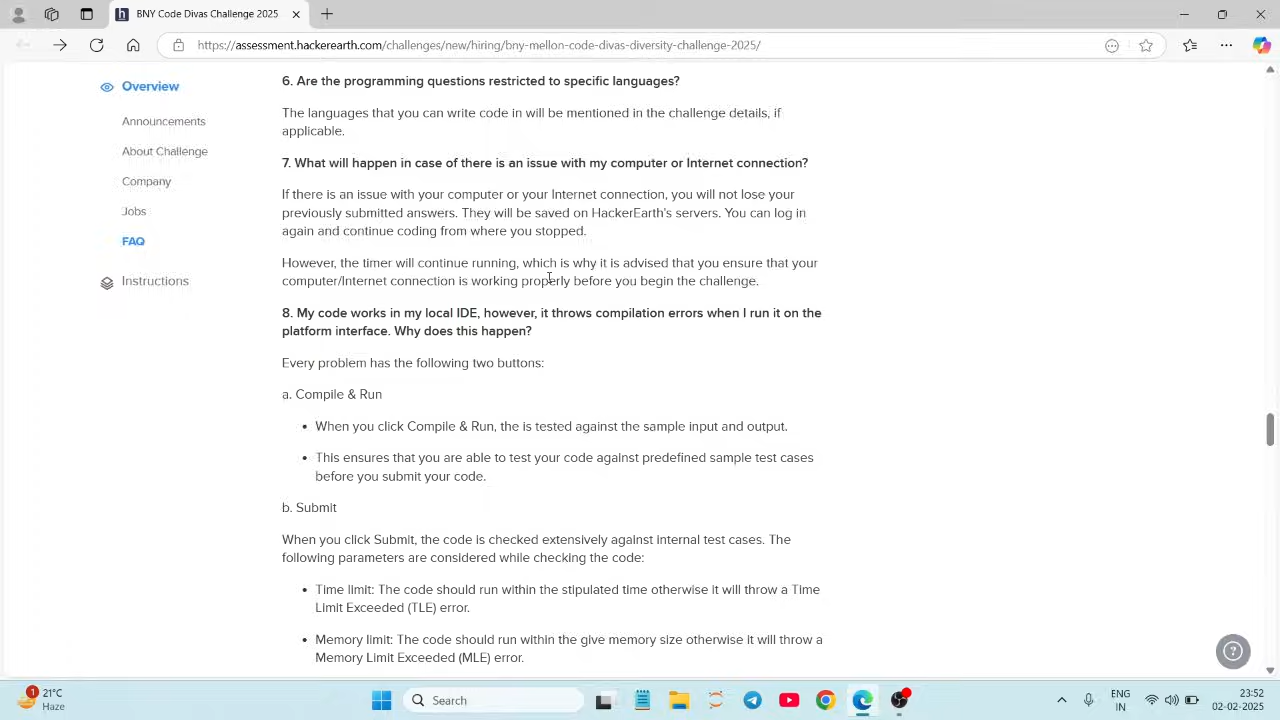 BNY Code Divas Challenge 2025
https://assessment.hackerearth.com/challenges/new/hiring/bny-mellon-code-divas-diversity-challenge-2025/
Overview
Announcements
About Challenge
Company
Jobs
FAQ
Instructions
6. Are the programming questions restricted to specific languages?
The languages that you can write code in will be mentioned in the challenge details, if
applicable.
7. What will happen in case of there is an issue with my computer or Internet connection?
If there is an issue with your computer or your Internet connection, you will not lose your
previously submitted answers. They will be saved on HackerEarth's servers. You can log in
again and continue coding from where you stopped.
However, the timer will continue running, which is why it is advised that you ensure that your
computer/Internet connection is working properly before you begin the challenge.
8. My code works in my local IDE, however, it throws compilation errors when I run it on the
platform interface. Why does this happen?
Every problem has the following two buttons:
a. Compile & Run
• When you click Compile & Run, the is tested against the sample input and output.
• This ensures that you are able to test your code against predefined sample test cases
before you submit your code.
b. Submit
When you click Submit, the code is checked extensively against internal test cases. The
following parameters are considered while checking the code:
• Time limit: The code should run within the stipulated time otherwise it will throw a Time
Limit Exceeded (TLE) error.
• Memory limit: The code should run within the give memory size otherwise it will throw a
Memory Limit Exceeded (MLE) error.
1
21°C
Haze
Search
ENG
IN
23:52
02-02-2025